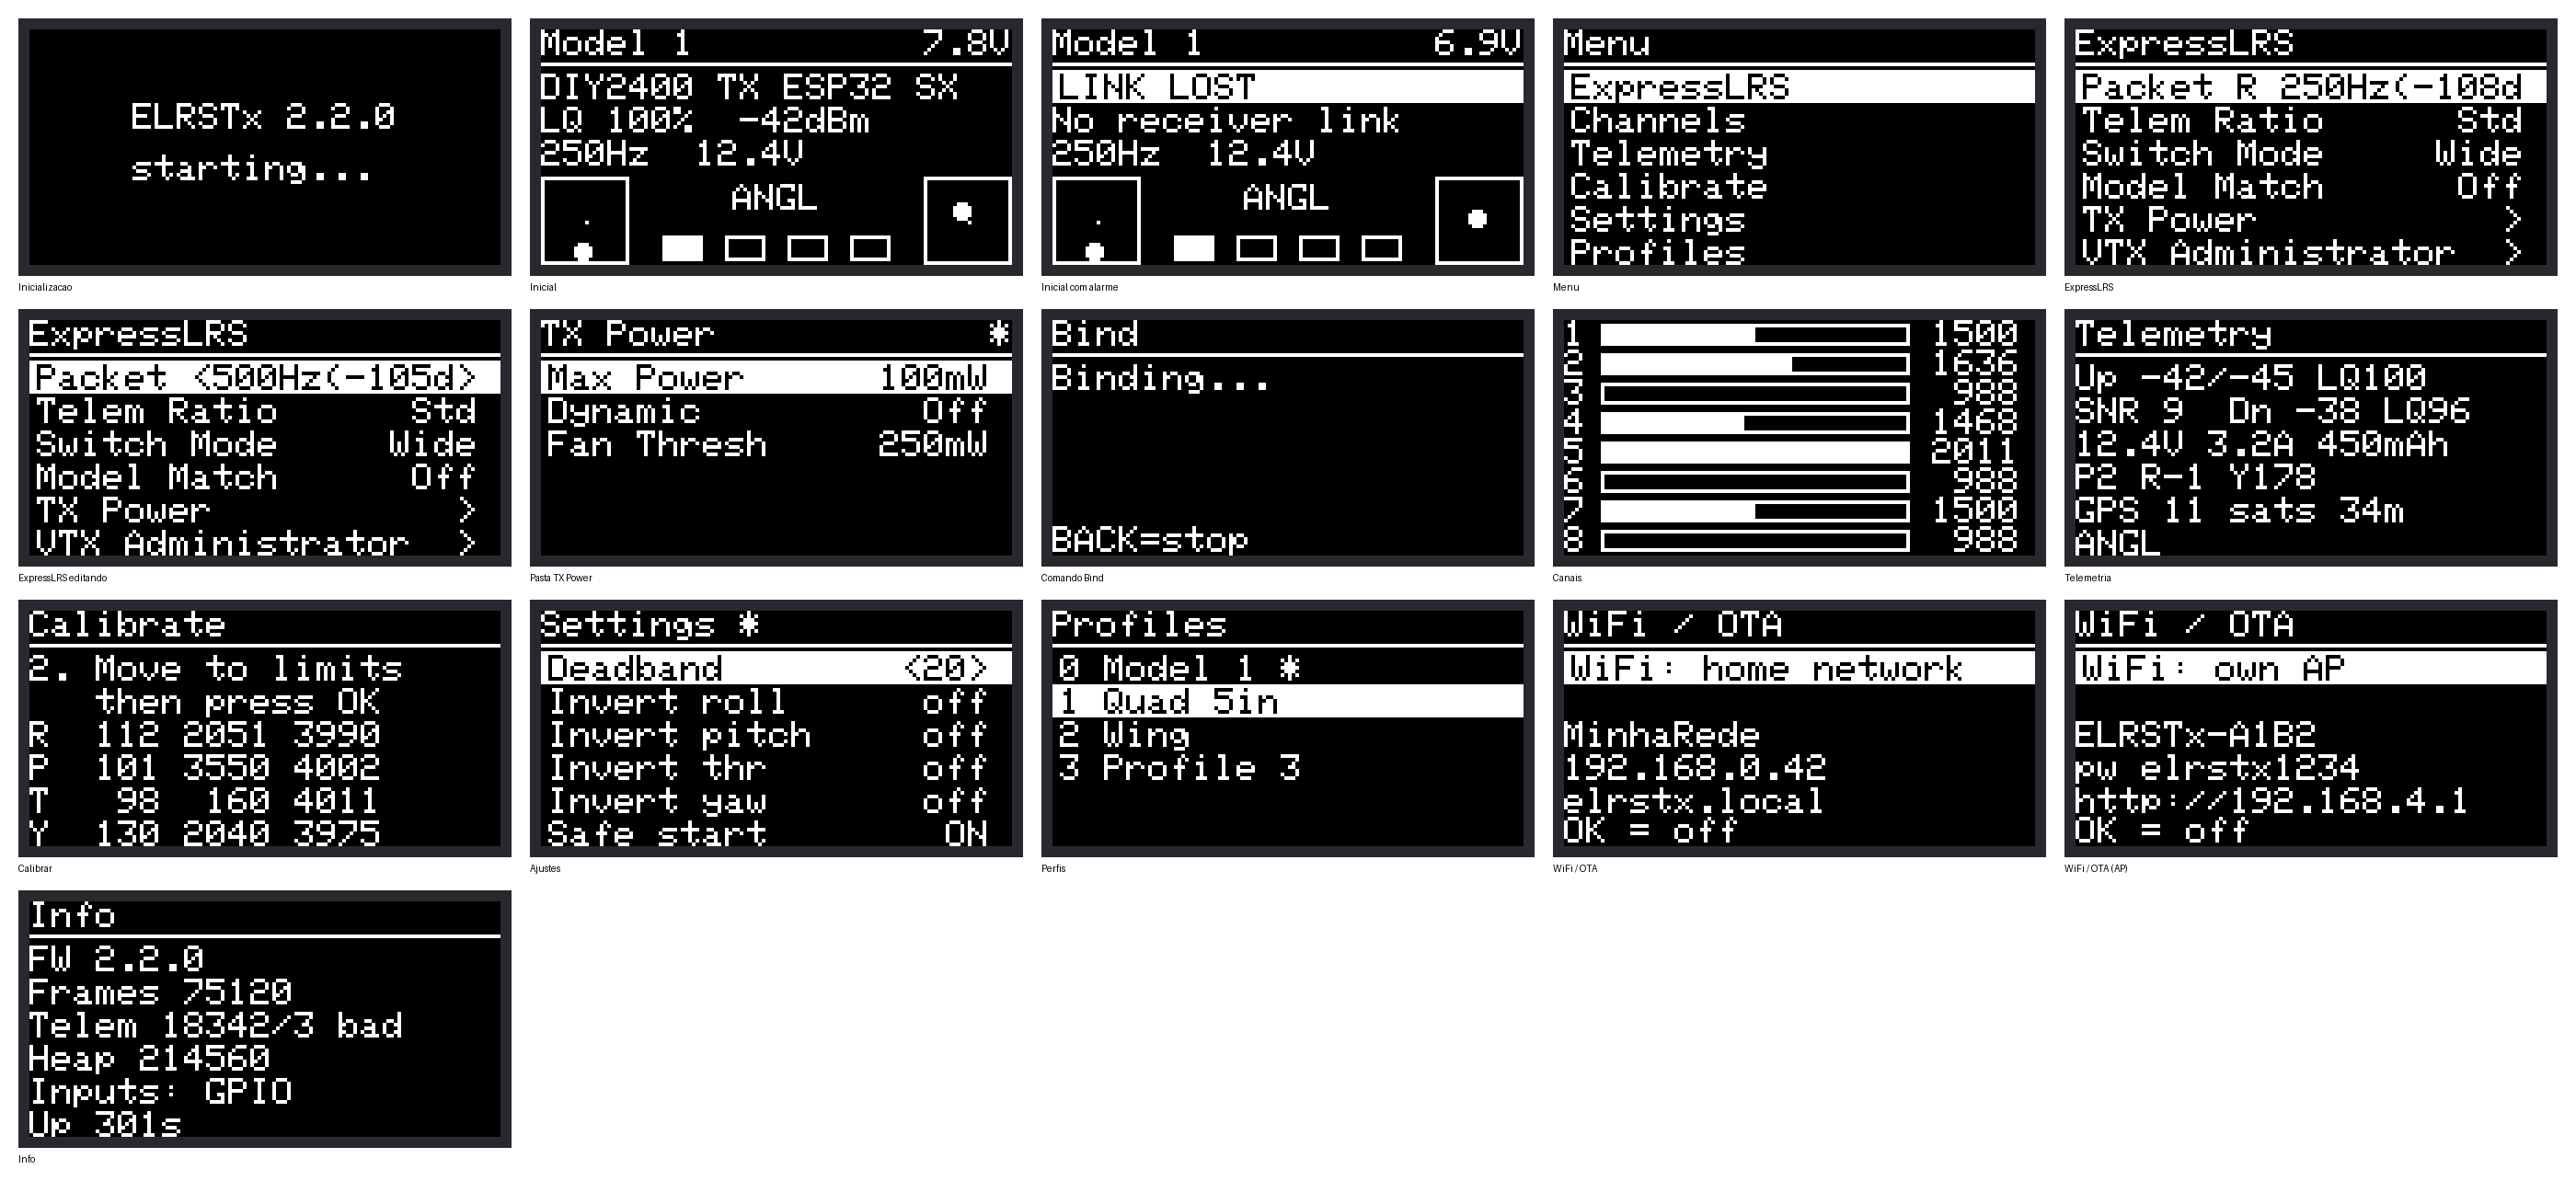 ELRSTx 2.2.0
starting...
Inicializacao
Model 1 7.8V
DIY2400 TX ESP32 SX
LQ 100% -42dBm
250Hz 12.4V
ANGL
Inicial
Model 1 6.9V
LINK LOST
No receiver link
250Hz 12.4V
ANGL
Inicial com alarme
Menu
ExpressLRS
Channels
Telemetry
Calibrate
Settings
Profiles
Menu
ExpressLRS
Packet R 250Hz(-108d
Telem Ratio Std
Switch Mode Wide
Model Match Off
TX Power >
VTX Administrator >
ExpressLRS
ExpressLRS
Packet <500Hz(-105d>
Telem Ratio Std
Switch Mode Wide
Model Match Off
TX Power >
VTX Administrator >
ExpressLRS editando
TX Power *
Max Power 100mW
Dynamic Off
Fan Thresh 250mW
Pasta TX Power
Bind
Binding...
BACK=stop
Comando Bind
1 1500
2 1636
3 988
4 1468
5 2011
6 988
7 1500
8 988
Canais
Telemetry
Up -42/-45 LQ100
SNR 9 Dn -38 LQ96
12.4V 3.2A 450mAh
P2 R-1 Y178
GPS 11 sats 34m
ANGL
Telemetria
Calibrate
2. Move to limits
then press OK
R 112 2051 3990
P 101 3550 4002
T 98 160 4011
Y 130 2040 3975
Calibrar
Settings *
Deadband <20>
Invert roll off
Invert pitch off
Invert thr off
Invert yaw off
Safe start ON
Ajustes
Profiles
0 Model 1 *
1 Quad 5in
2 Wing
3 Profile 3
Perfis
WiFi / OTA
WiFi: home network
MinhaRede
192.168.0.42
elrstx.local
OK = off
WiFi / OTA
WiFi / OTA
WiFi: own AP
ELRSTx-A1B2
pw elrstx1234
http://192.168.4.1
OK = off
WiFi / OTA (AP)
Info
FW 2.2.0
Frames 75120
Telem 18342/3 bad
Heap 214560
Inputs: GPIO
Up 301s
Info